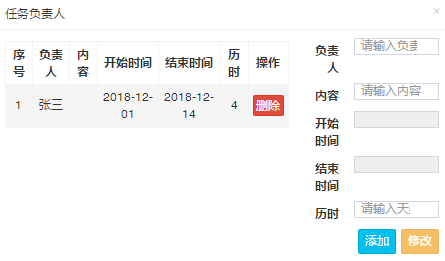 任务负责人
×
序号 负责人 内容 开始时间 结束时间 历时 操作
1 张三 2018-12-01 2018-12-14 4 删除
负责人 请输入负责
内容 请输入内容
开始时间
结束时间
历时 请输入天
添加 修改